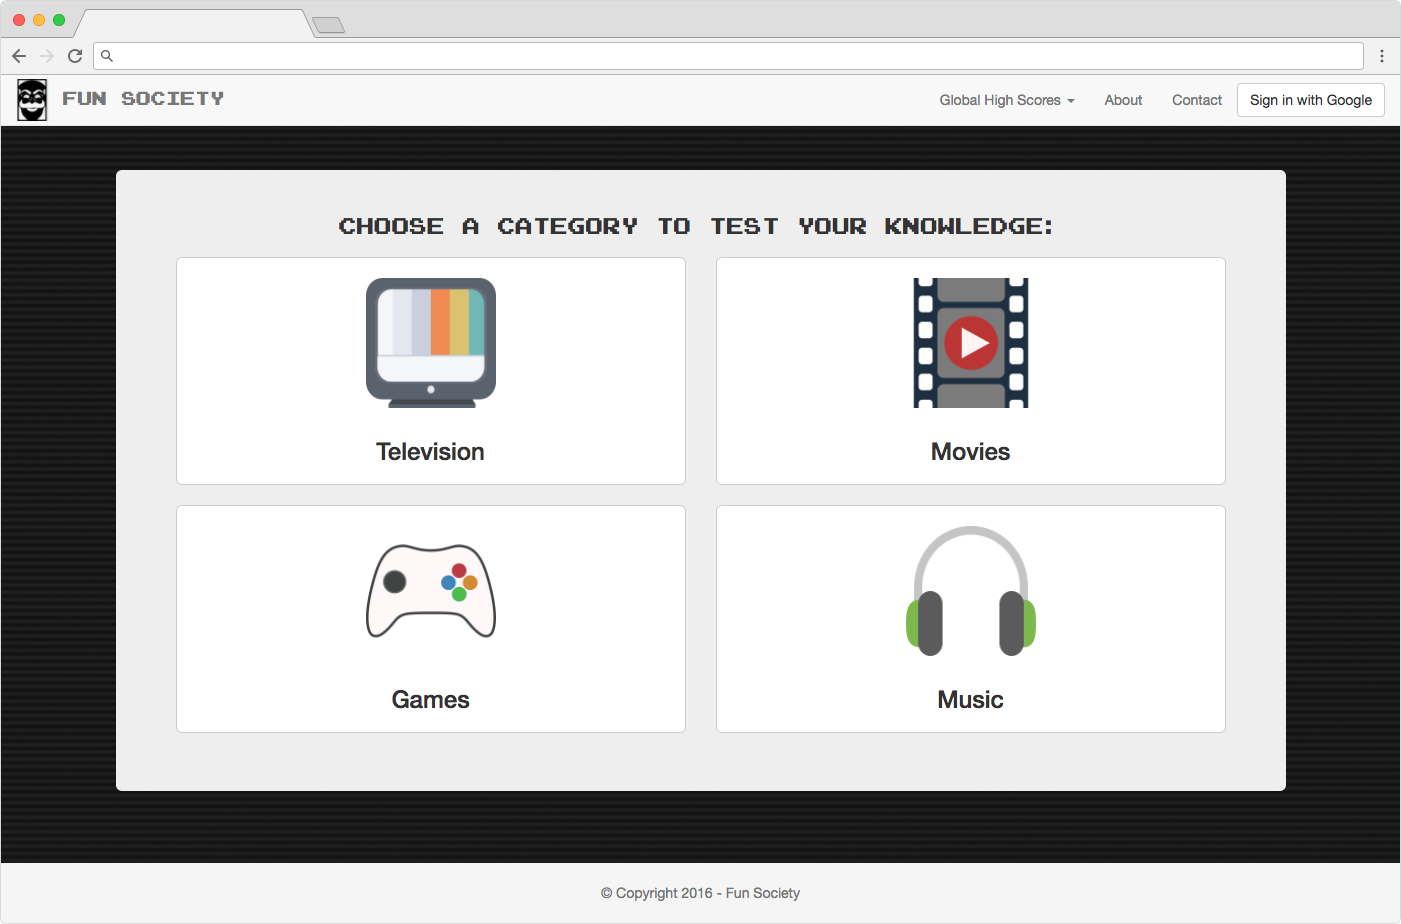 FUN SOCIETY
Global High Scores
About
Contact
Sign in with Google
CHOOSE A CATEGORY TO TEST YOUR KNOWLEDGE:
Television
Movies
Games
Music
© Copyright 2016 - Fun Society